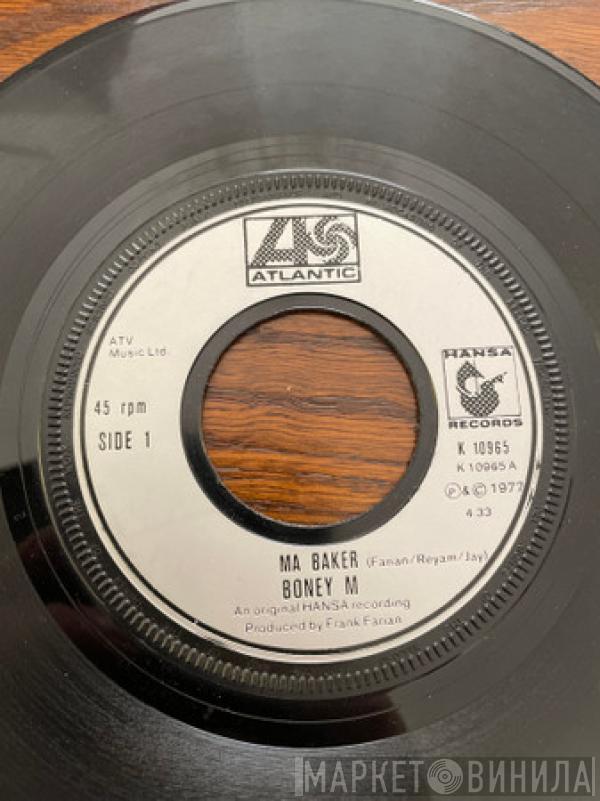 ATLANTIC
ATV
Music Ltd.
HANSA
RECORDS
45 rpm
SIDE 1
K 10965
K 10965 A
℗ & © 1977
4.33
MA BAKER (Farian/Reyam/Jay)
BONEY M
An original HANSA recording
Produced by Frank Farian
МАРКЕТ ВИНИЛА